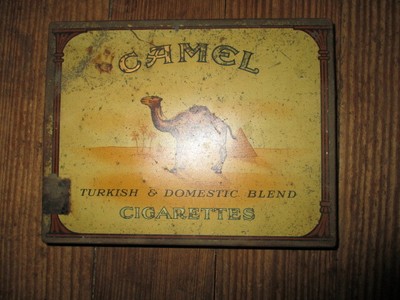 CAMEL
TURKISH & DOMESTIC BLEND
CIGARETTES